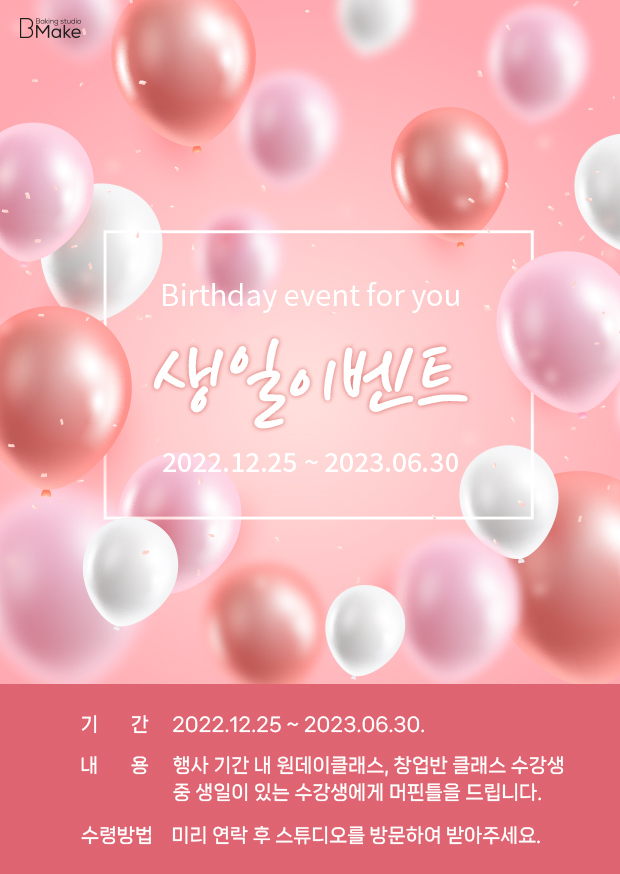 Baking studio
BMake
Birthday event for you
생일이벤트
2022.12.25 ~ 2023.06.30
기 간 2022.12.25 ~ 2023.06.30.
내 용 행사 기간 내 원데이클래스, 창업반 클래스 수강생
중 생일이 있는 수강생에게 머핀틀을 드립니다.
수령방법 미리 연락 후 스튜디오를 방문하여 받아주세요.